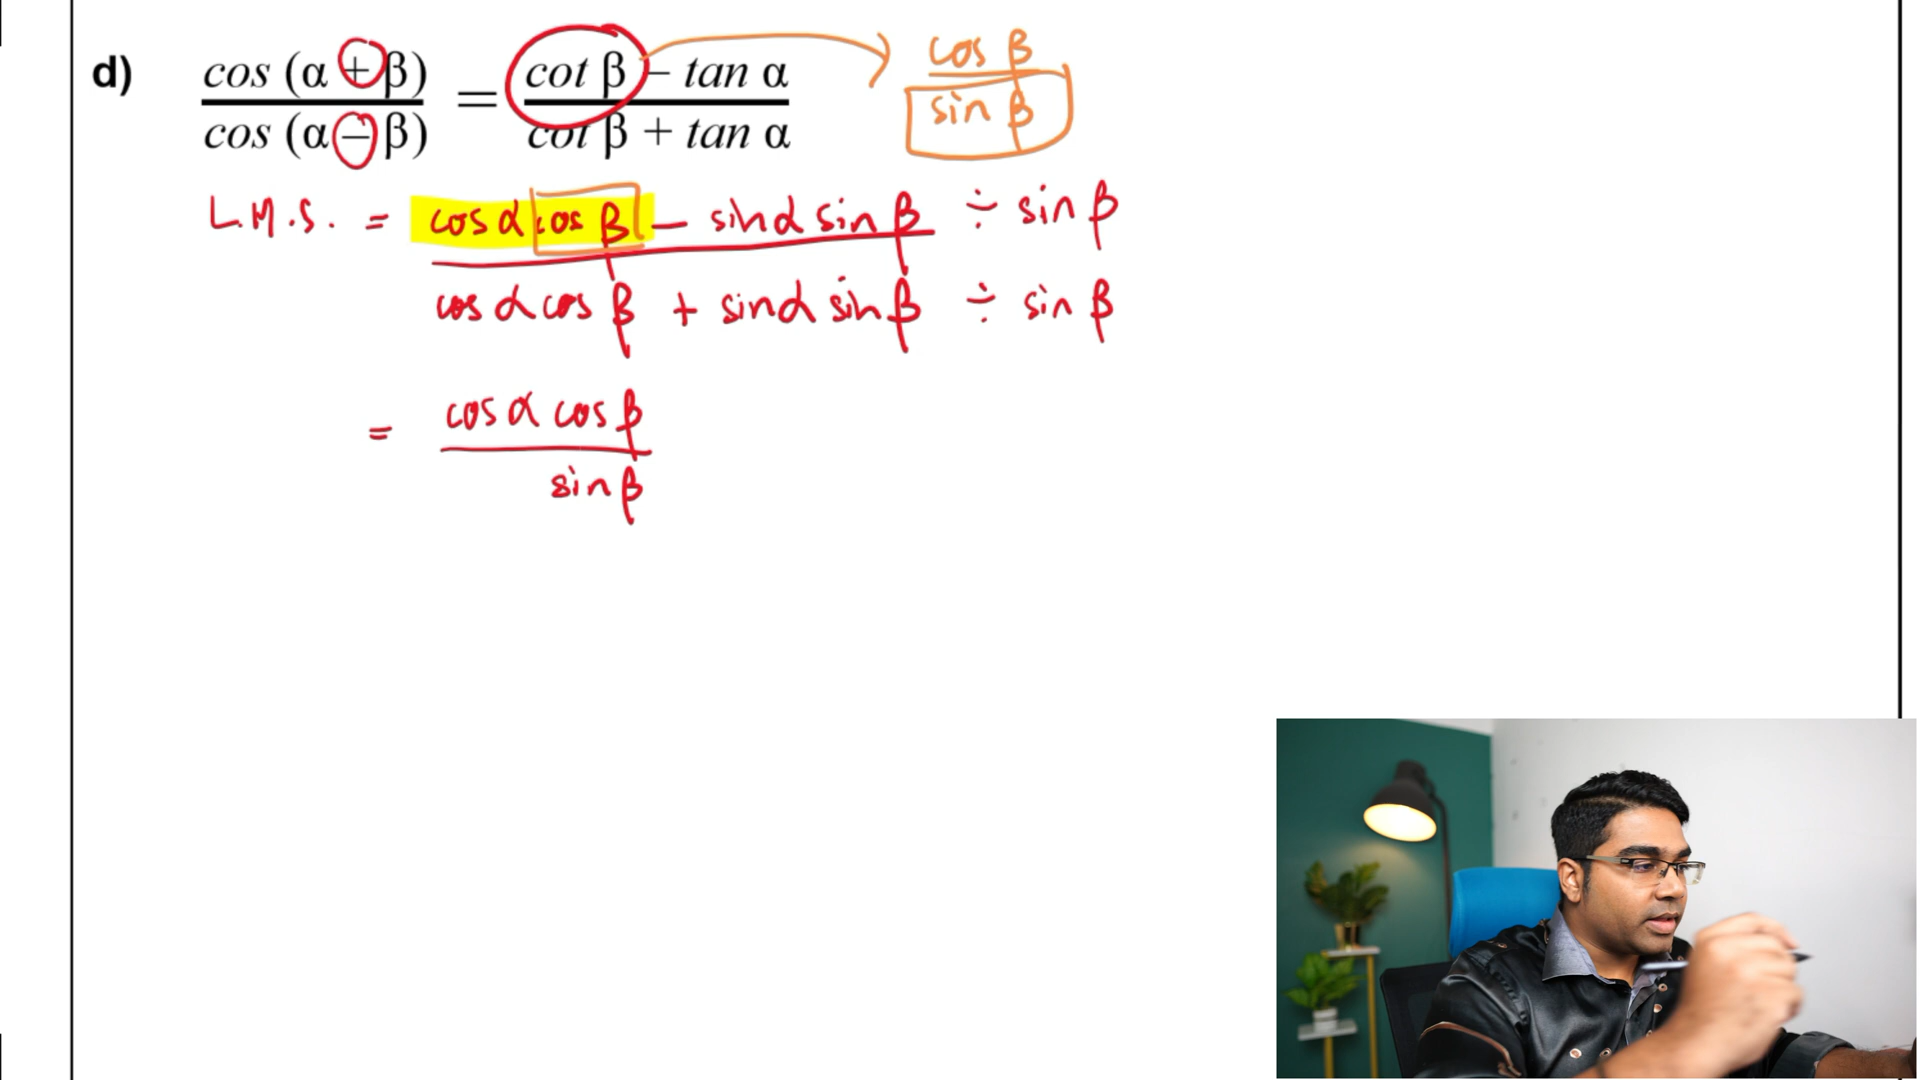 d) cos (α + β) / cos (α − β) = cot β − tan α / cot β + tan α
cos β / sin β
L.H.S. = cos α cos β − sin α sin β ÷ sin β
cos α cos β + sin α sin β ÷ sin β
= cos α cos β
sin β